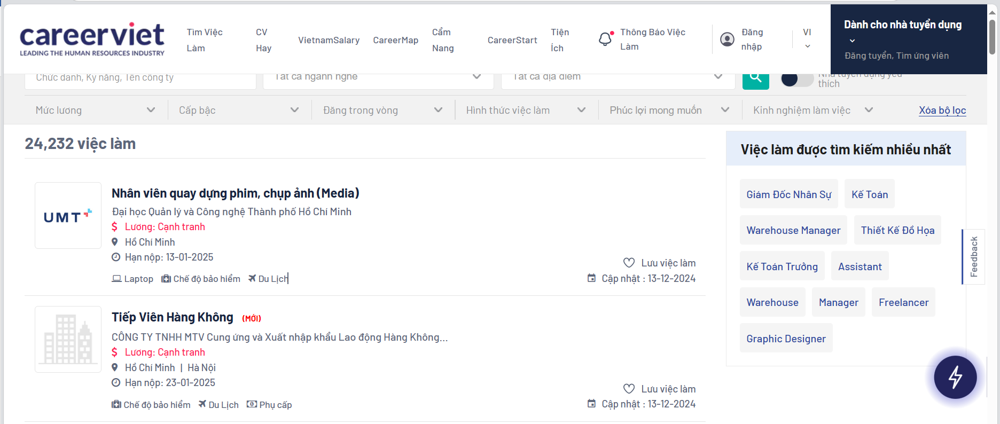 careerviet
LEADING THE HUMAN RESOURCES INDUSTRY
Tìm Việc
Làm
CV
Hay
VietnamSalary
CareerMap
Cẩm
Nang
CareerStart
Tiện
Ích
Thông Báo Việc
Làm
Đăng
nhập
VI
Dành cho nhà tuyển dụng
Đăng tuyển, Tìm ứng viên
Chức danh, Kỹ năng, Tên công ty
Tất cả ngành nghề
Tất cả địa điểm
Nhà tuyển dụng yêu
thích
Mức lương
Cấp bậc
Đăng trong vòng
Hình thức việc làm
Phúc lợi mong muốn
Kinh nghiệm làm việc
Xóa bộ lọc
24,232 việc làm
UMT
Nhân viên quay dựng phim, chụp ảnh (Media)
Đại học Quản lý và Công nghệ Thành phố Hồ Chí Minh
$ Lương: Cạnh tranh
Hồ Chí Minh
Hạn nộp: 13-01-2025
Laptop Chế độ bảo hiểm Du Lịch
Lưu việc làm
Cập nhật : 13-12-2024
Tiếp Viên Hàng Không (MỚI)
CÔNG TY TNHH MTV Cung ứng và Xuất nhập khẩu Lao động Hàng Không...
$ Lương: Cạnh tranh
Hồ Chí Minh | Hà Nội
Hạn nộp: 23-01-2025
Chế độ bảo hiểm Du Lịch Phụ cấp
Lưu việc làm
Cập nhật : 13-12-2024
Việc làm được tìm kiếm nhiều nhất
Giám Đốc Nhân Sự
Kế Toán
Warehouse Manager
Thiết Kế Đồ Họa
Kế Toán Trưởng
Assistant
Warehouse
Manager
Freelancer
Graphic Designer
Feedback